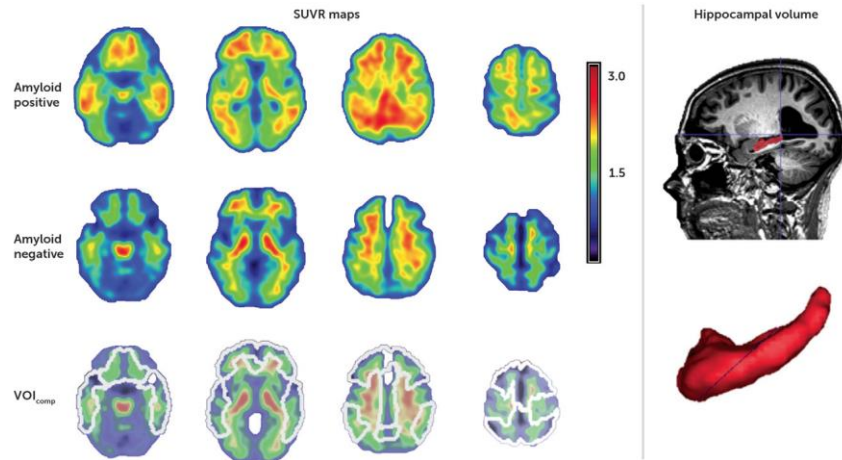 SUVR maps
Hippocampal volume
Amyloid
positive
3.0
1.5
Amyloid
negative
VOIcomp